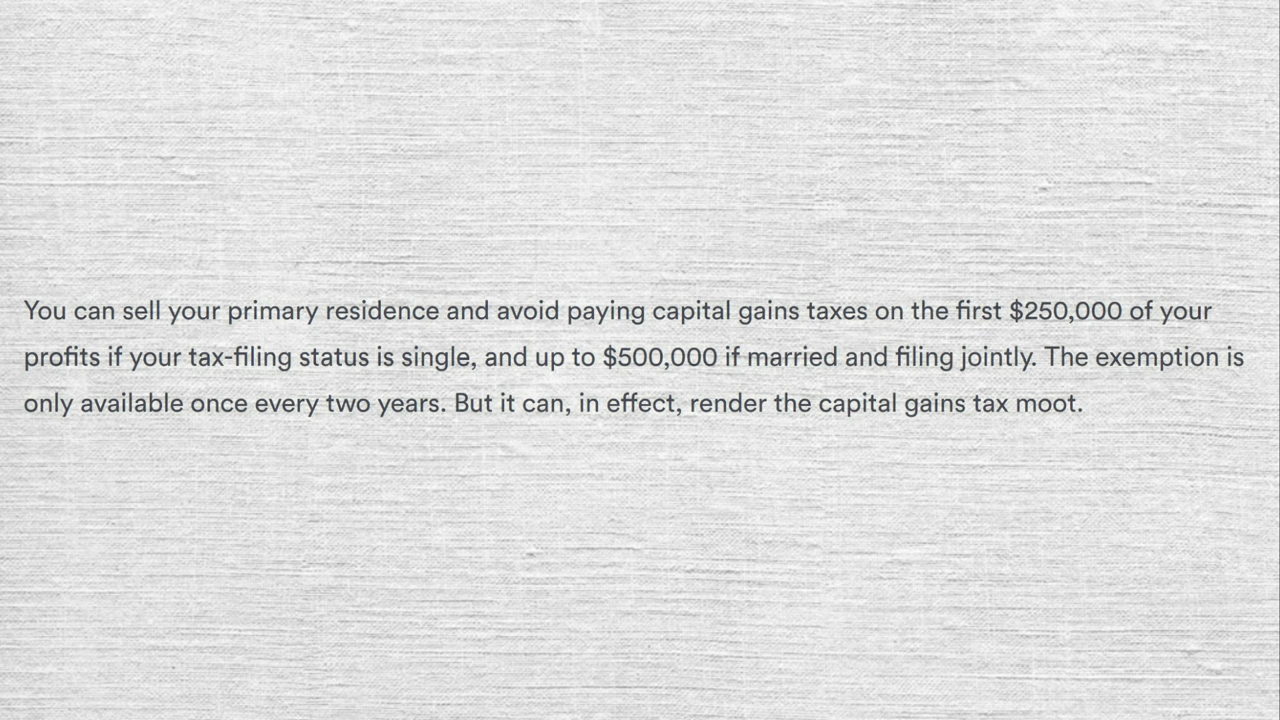 You can sell your primary residence and avoid paying capital gains taxes on the first $250,000 of your
profits if your tax-filing status is single, and up to $500,000 if married and filing jointly. The exemption is
only available once every two years. But it can, in effect, render the capital gains tax moot.